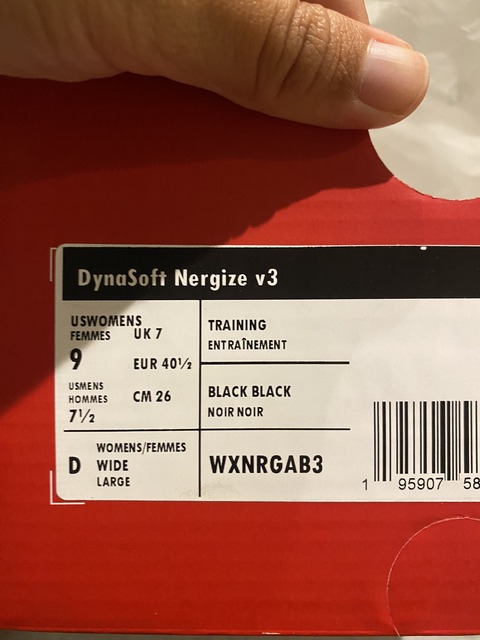 DynaSoft Nergize v3
USWOMENS
FEMMES
9
UK 7
EUR 40½
USMENS
HOMMES
7½
CM 26
TRAINING
ENTRAÎNEMENT
BLACK BLACK
NOIR NOIR
D
WOMENS/FEMMES
WIDE
LARGE
WXNRGAB3
1 95907 58